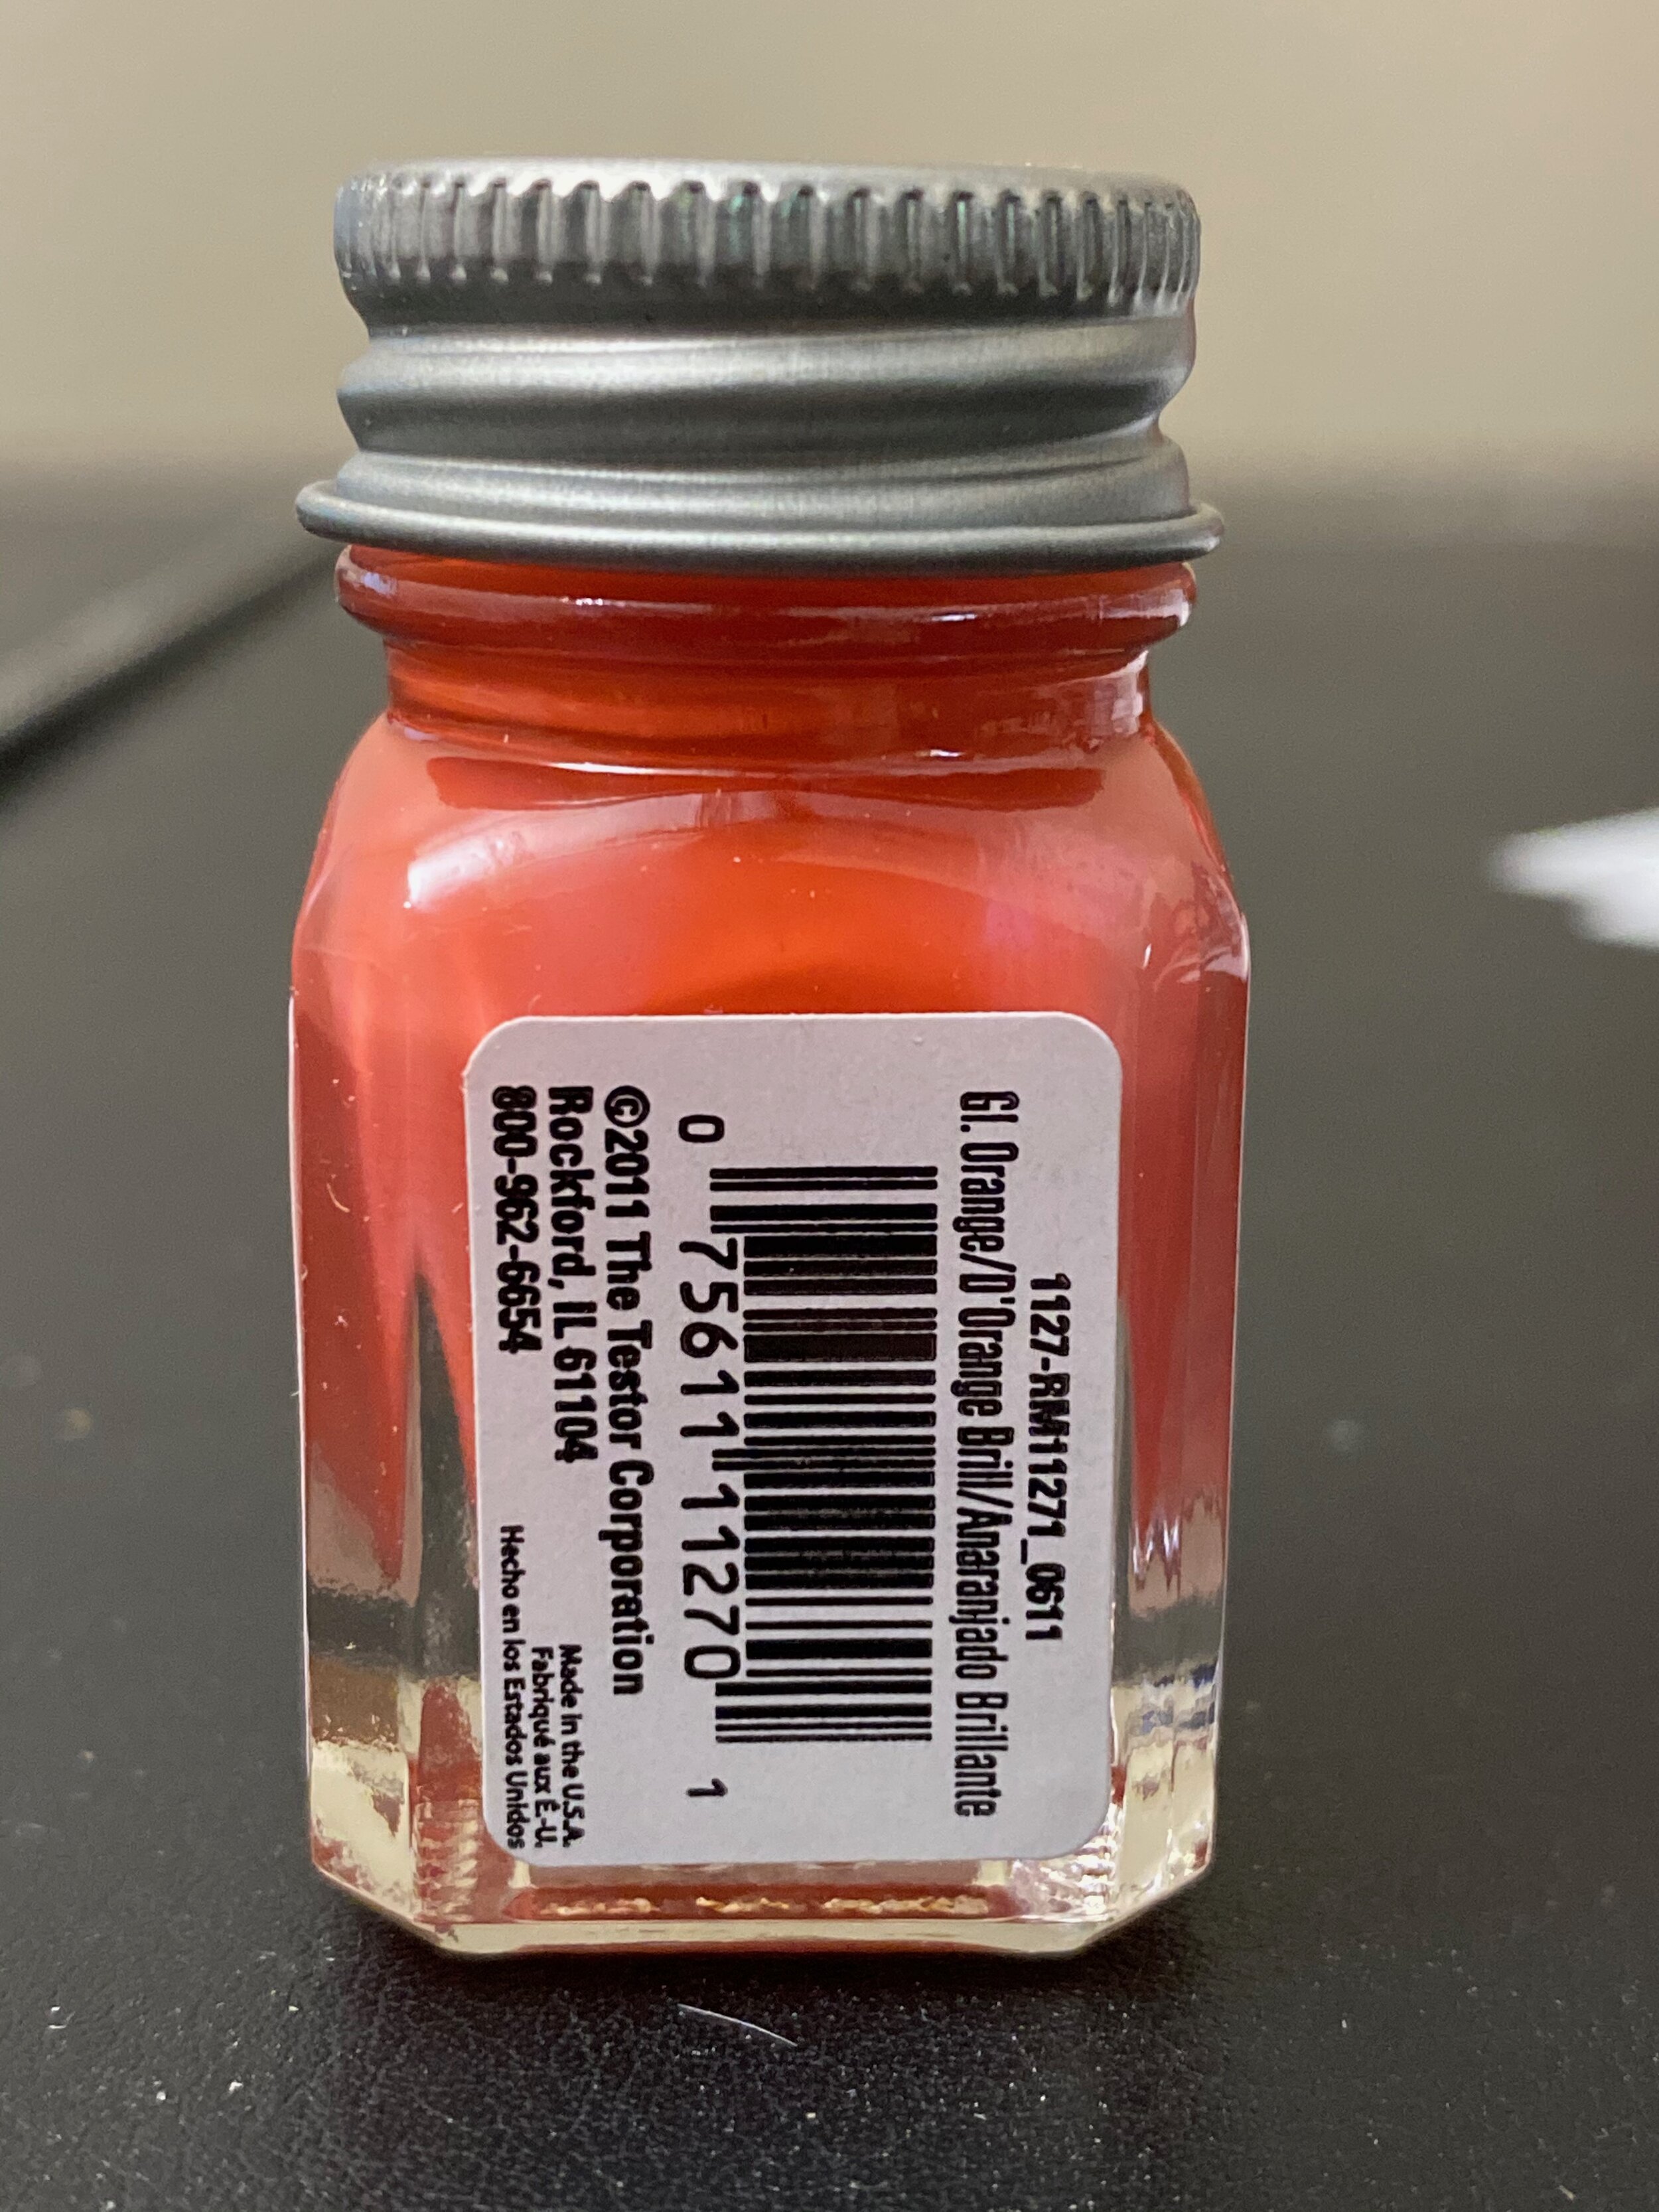 1127-RM11271_0611
Gl. Orange/D'Orange Brill/Anaranjado Brillante
0 75611 11270 1
©2011 The Testor Corporation
Rockford, IL 61104
800-962-6654
Made in the U.S.A.
Fabriqué aux É.-U.
Hecho en los Estados Unidos